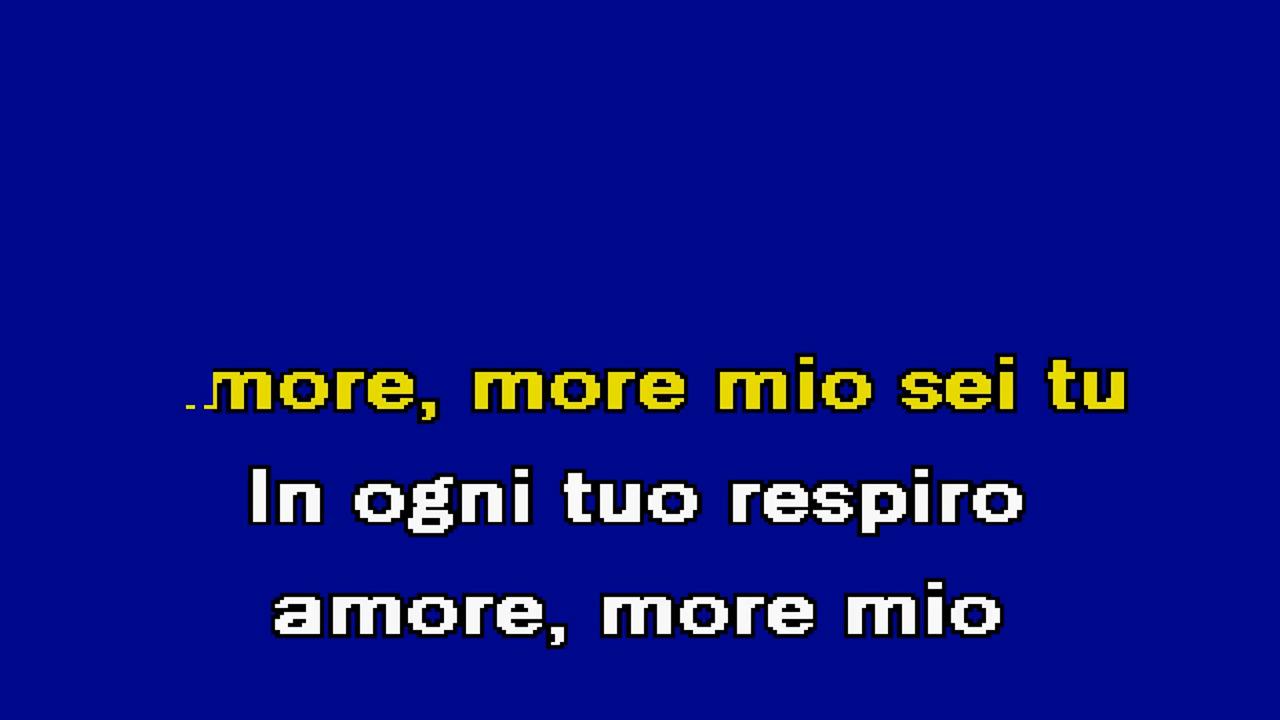 more, more mio sei tu
In ogni tuo respiro
amore, more mio